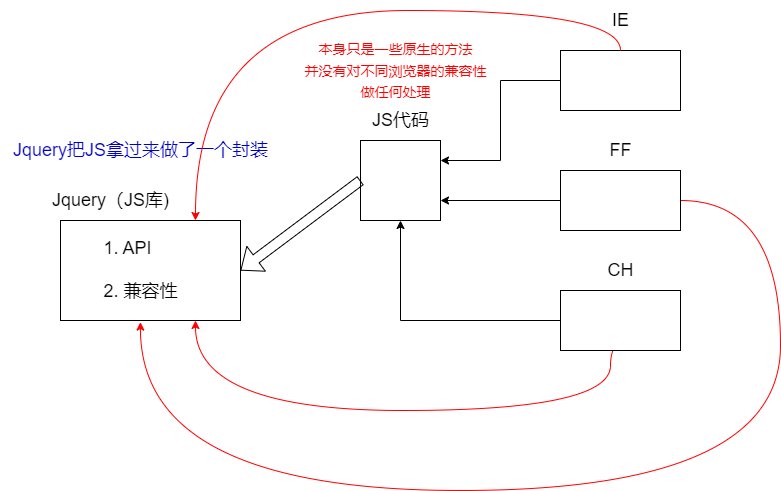 IE
本身只是一些原生的方法
并没有对不同浏览器的兼容性
做任何处理
JS代码
Jquery把JS拿过来做了一个封装
FF
Jquery（JS库)
1. API
2. 兼容性
CH